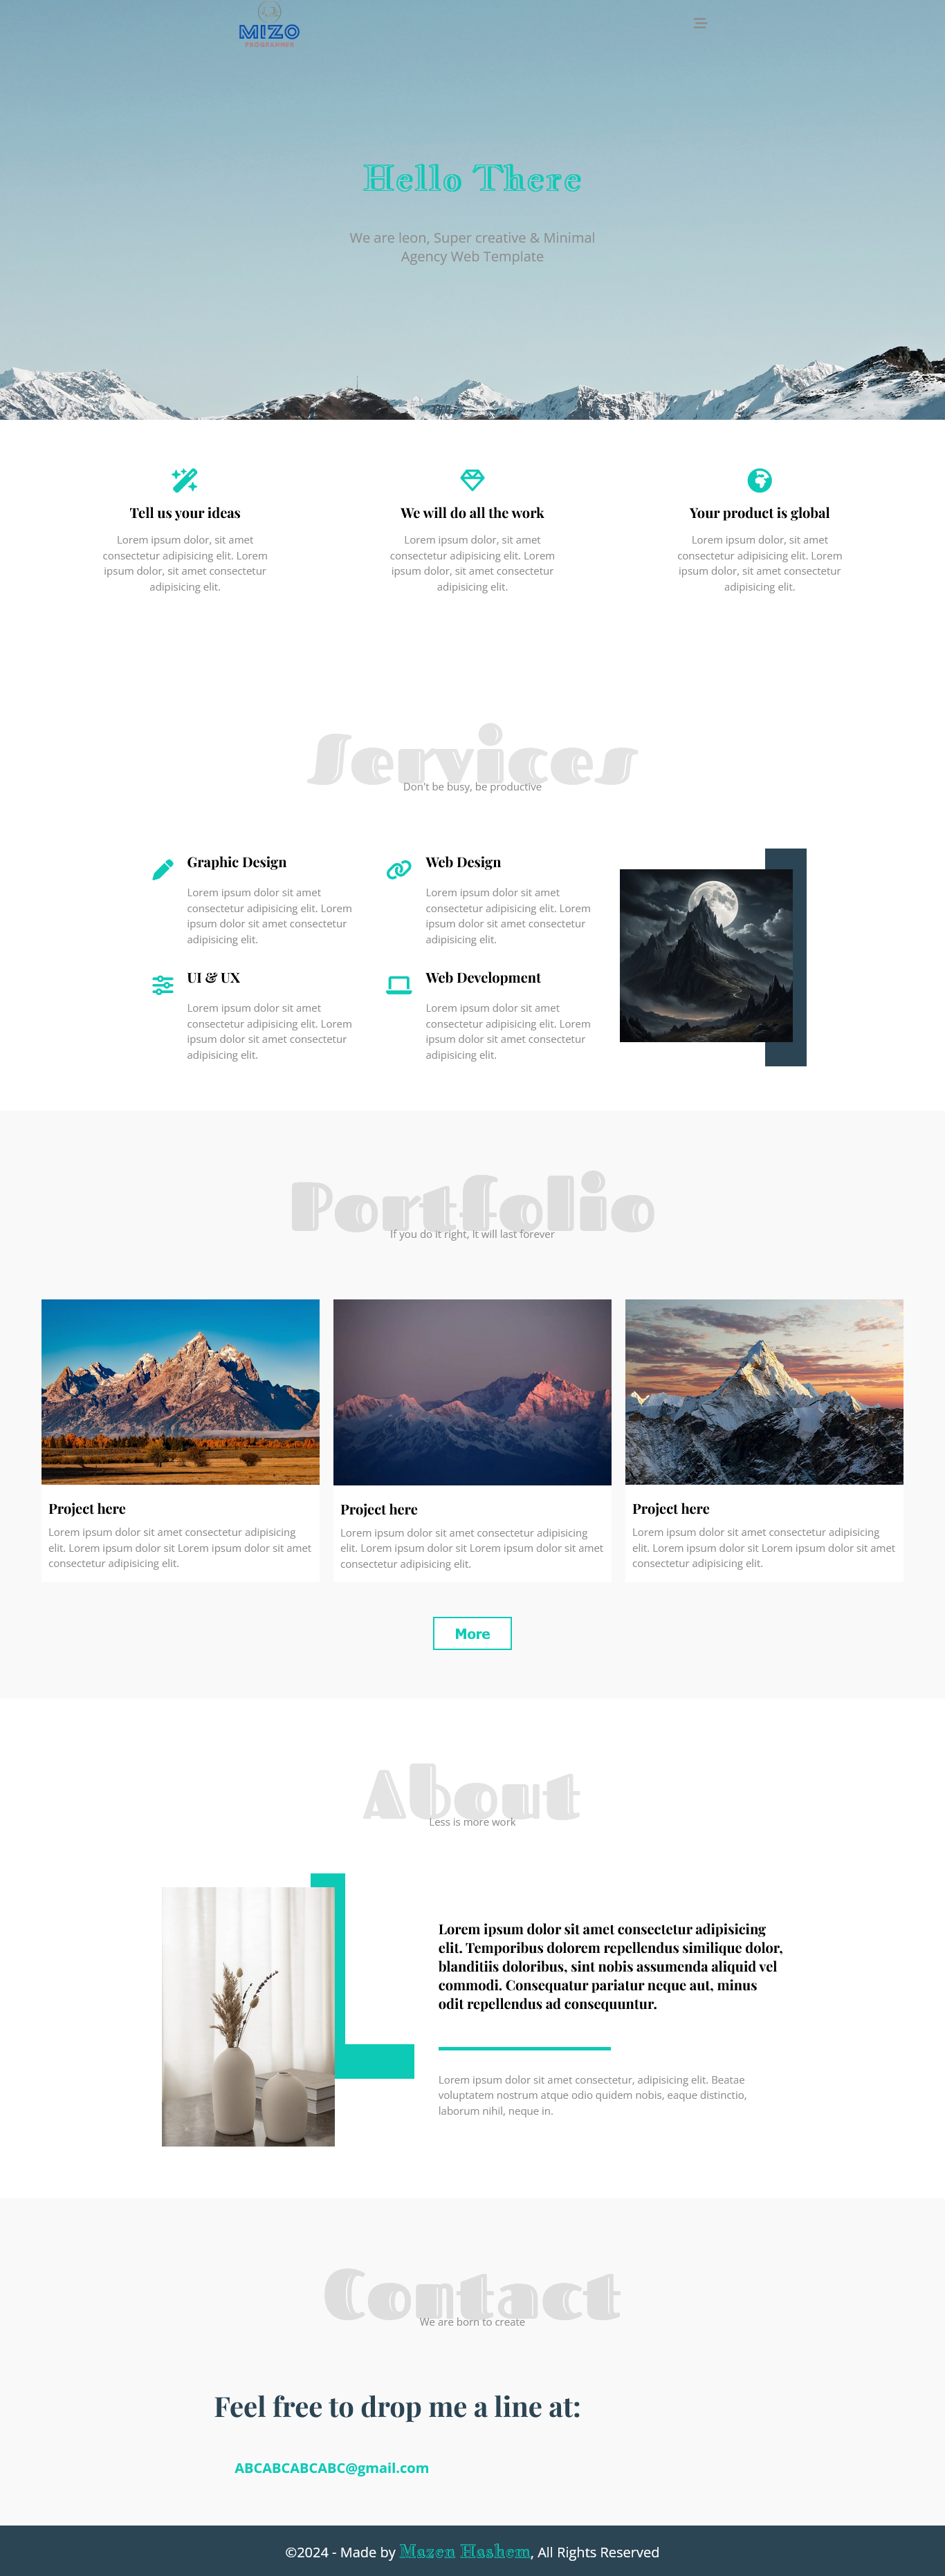 MIZO
PROGRAMMER
Hello There
We are leon, Super creative & Minimal
Agency Web Template
Tell us your ideas
Lorem ipsum dolor, sit amet
consectetur adipisicing elit. Lorem
ipsum dolor, sit amet consectetur
adipisicing elit.
We will do all the work
Lorem ipsum dolor, sit amet
consectetur adipisicing elit. Lorem
ipsum dolor, sit amet consectetur
adipisicing elit.
Your product is global
Lorem ipsum dolor, sit amet
consectetur adipisicing elit. Lorem
ipsum dolor, sit amet consectetur
adipisicing elit.
Services
Don't be busy, be productive
Graphic Design
Lorem ipsum dolor sit amet
consectetur adipisicing elit. Lorem
ipsum dolor sit amet consectetur
adipisicing elit.
Web Design
Lorem ipsum dolor sit amet
consectetur adipisicing elit. Lorem
ipsum dolor sit amet consectetur
adipisicing elit.
UI & UX
Lorem ipsum dolor sit amet
consectetur adipisicing elit. Lorem
ipsum dolor sit amet consectetur
adipisicing elit.
Web Development
Lorem ipsum dolor sit amet
consectetur adipisicing elit. Lorem
ipsum dolor sit amet consectetur
adipisicing elit.
Portfolio
If you do it right, It will last forever
Project here
Lorem ipsum dolor sit amet consectetur adipisicing
elit. Lorem ipsum dolor sit Lorem ipsum dolor sit amet
consectetur adipisicing elit.
Project here
Lorem ipsum dolor sit amet consectetur adipisicing
elit. Lorem ipsum dolor sit Lorem ipsum dolor sit amet
consectetur adipisicing elit.
Project here
Lorem ipsum dolor sit amet consectetur adipisicing
elit. Lorem ipsum dolor sit Lorem ipsum dolor sit amet
consectetur adipisicing elit.
More
About
Less is more work
Lorem ipsum dolor sit amet consectetur adipisicing
elit. Temporibus dolorem repellendus similique dolor,
blanditiis doloribus, sint nobis assumenda aliquid vel
commodi. Consequatur pariatur neque aut, minus
odit repellendus ad consequuntur.
Lorem ipsum dolor sit amet consectetur, adipisicing elit. Beatae
voluptatem nostrum atque odio quidem nobis, eaque distinctio,
laborum nihil, neque in.
Contact
We are born to create
Feel free to drop me a line at:
ABCABCABCABC@gmail.com
©2024 - Made by Mazen Hashem, All Rights Reserved